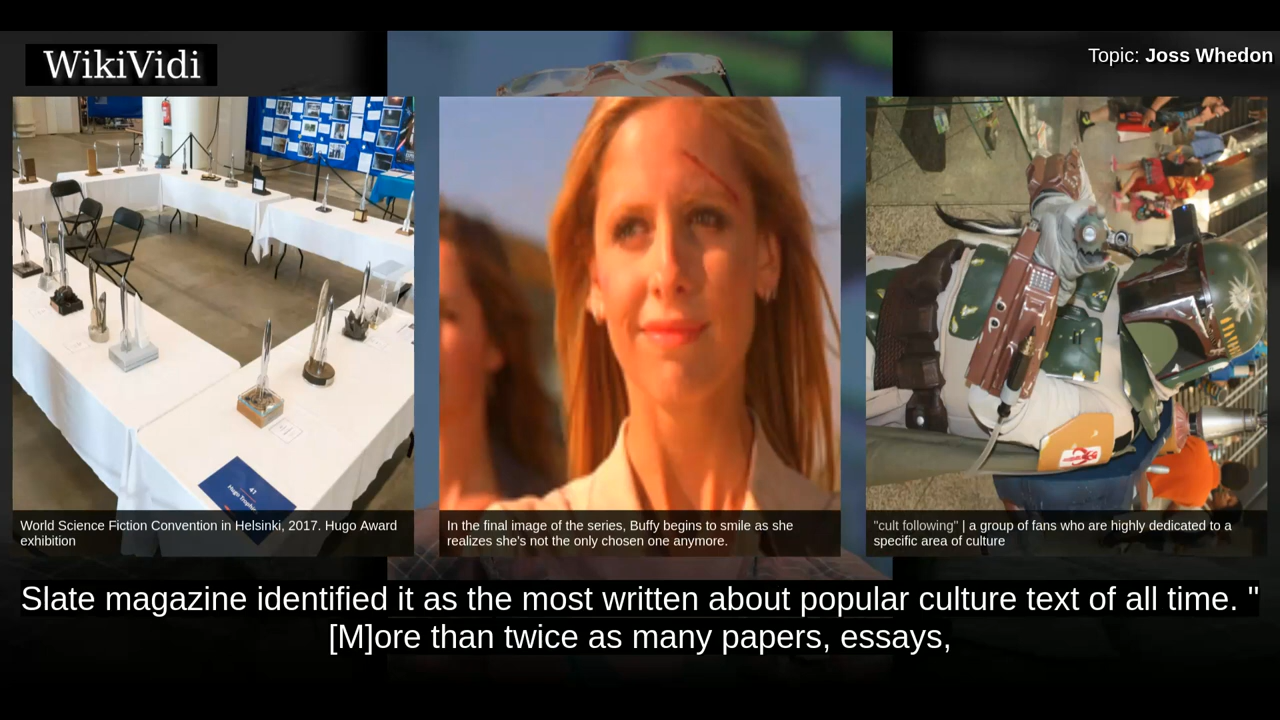 WikiVidi
Topic: Joss Whedon
World Science Fiction Convention in Helsinki, 2017. Hugo Award
exhibition
In the final image of the series, Buffy begins to smile as she
realizes she's not the only chosen one anymore.
"cult following" | a group of fans who are highly dedicated to a
specific area of culture
Slate magazine identified it as the most written about popular culture text of all time. "
[M]ore than twice as many papers, essays,